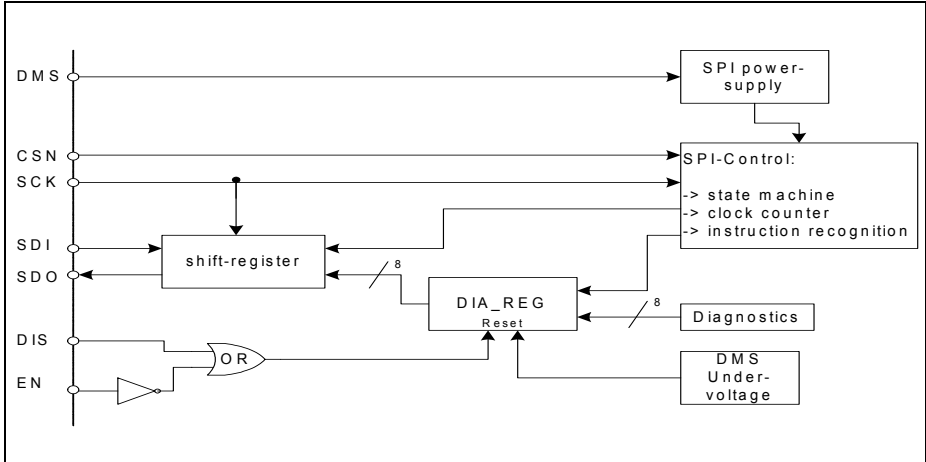 DMS
SPI power-
supply
CSN
SCK
SPI-Control:
-> state machine
-> clock counter
-> instruction recognition
SDI
SDO
shift-register
8
DIA_REG
Reset
8
Diagnostics
DIS
EN
OR
DMS
Under-
voltage